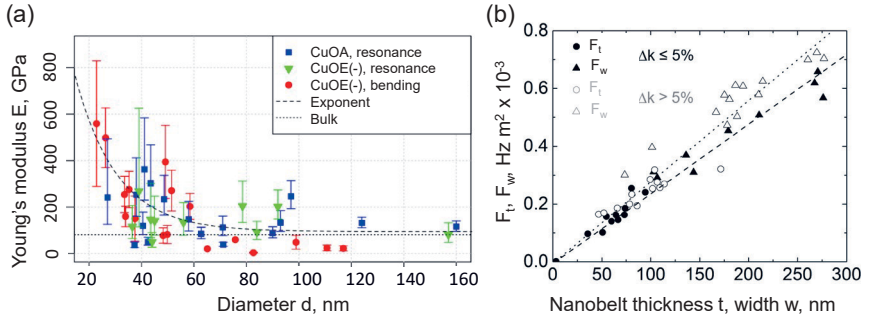 (a)
Young's modulus E, GPa
800
600
400
200
0
CuOA, resonance
CuOE(-), resonance
CuOE(-), bending
Exponent
Bulk
20 40 60 80 100 120 140 160
Diameter d, nm
(b)
Fₜ, F_w, Hz m² x 10⁻³
0.8
0.6
0.4
0.2
0.0
Fₜ Δk ≤ 5%
F_w
Fₜ Δk > 5%
F_w
0 50 100 150 200 250 300
Nanobelt thickness t, width w, nm